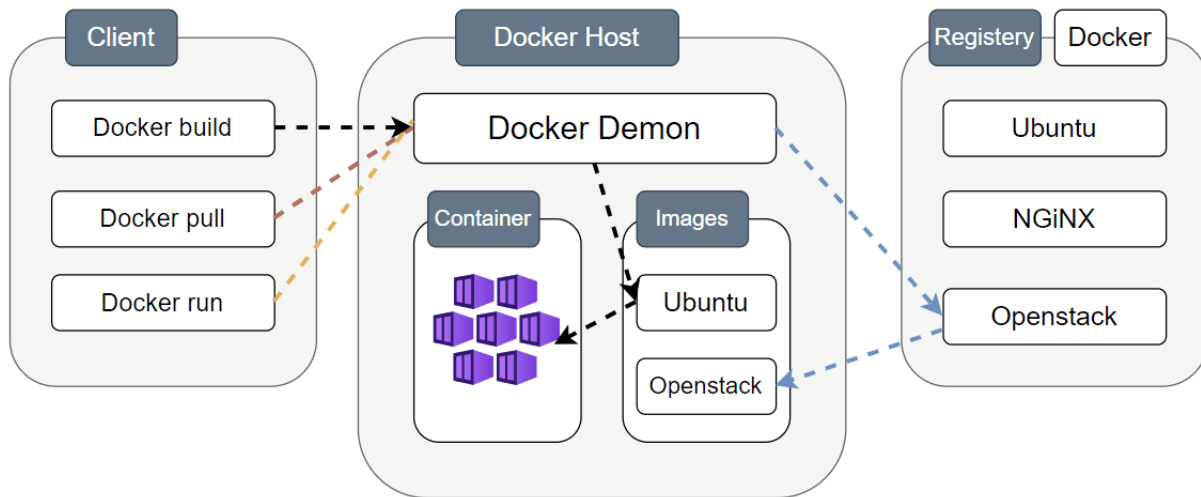 Client
Docker build
Docker pull
Docker run
Docker Host
Docker Demon
Container
Images
Ubuntu
Openstack
Registery
Docker
Ubuntu
NGiNX
Openstack